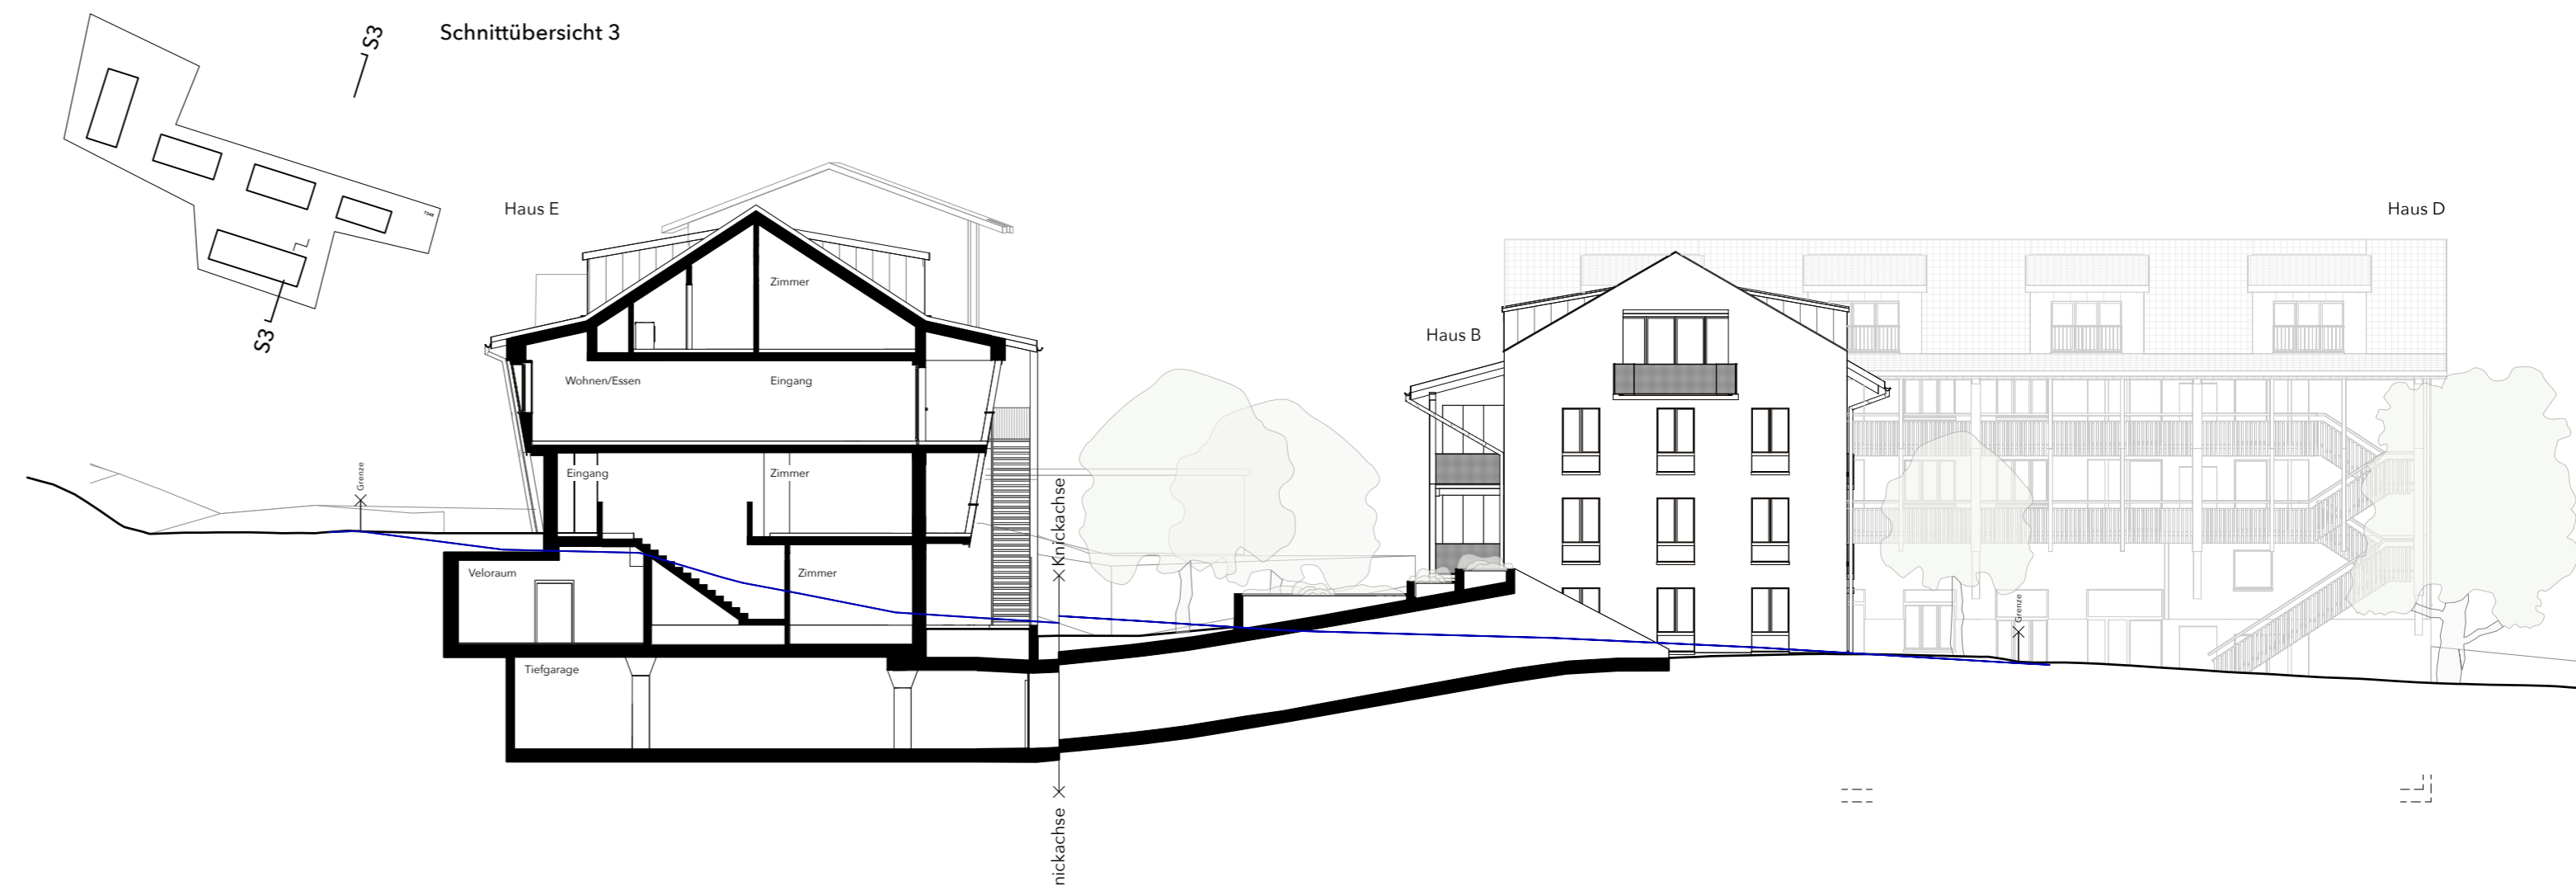 S3
Schnittübersicht 3
S3
Haus E
Haus D
Haus B
Zimmer
Wohnen/Essen
Eingang
Eingang
Zimmer
Grenze
Knickachse
Veloraum
Zimmer
Grenze
Tiefgarage
nickachse